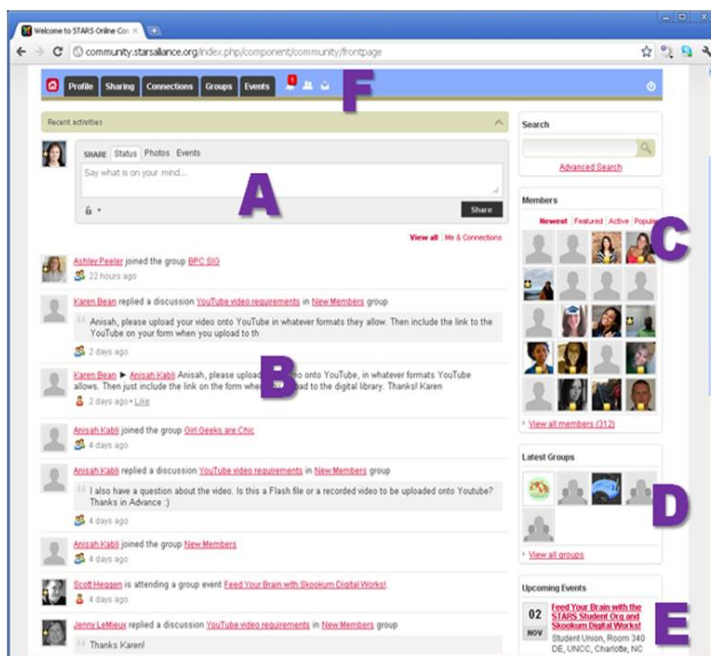 Welcome to STARS Online Con
community.starsalliance.org/index.php/component/community/frontpage
Profile Sharing Connections Groups Events 1 F
Recent activities
SHARE Status Photos Events
Say what is on your mind...
A
Share
View all Me & Connections
Ashley Peeler joined the group BPC SIG
22 hours ago
Karen Bean replied a discussion YouTube video requirements in New Members group
Anisah, please upload your video onto YouTube in whatever formats they allow. Then include the link to the
YouTube on your form when you upload to th
2 days ago
B
Karen Bean ► Anisah Kabli Anisah, please upload onto YouTube, in whatever formats YouTube
allows. Then just include the link on the form when to the digital library. Thanks! Karen
2 days ago • Like
Anisah Kabli joined the group Girl Geeks are Chic
4 days ago
Anisah Kabli replied a discussion YouTube video requirements in New Members group
I also have a question about the video. Is this a Flash file or a recorded video to be uploaded onto Youtube?
Thanks in Advance :)
4 days ago
Anisah Kabli joined the group New Members
4 days ago
Scott Heggen is attending a group event Feed Your Brain with Skookum Digital Works!.
4 days ago
Jenny LeMieux replied a discussion YouTube video requirements in New Members group
Thanks Karen!
Search
Advanced Search
Members
Newest Featured Active Popular
C
View all members (312)
Latest Groups
D
View all groups
Upcoming Events
02
NOV
Feed Your Brain with the
STARS Student Org and
Skookum Digital Works!
Student Union, Room 340
DE, UNCC, Charlotte, NC
E